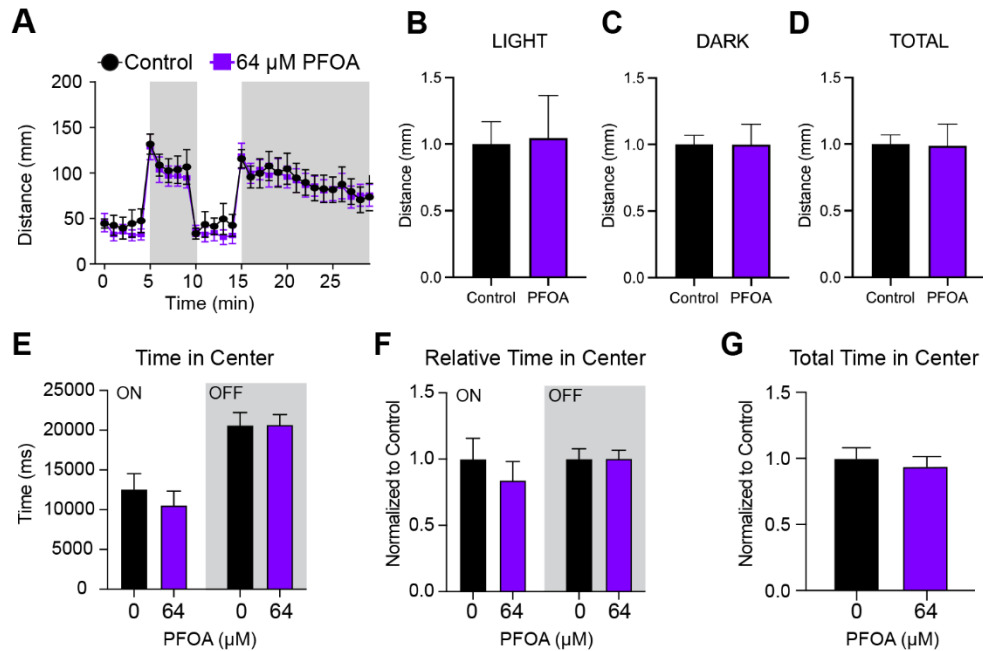 A
Control
64 µM PFOA
Distance (mm)
200
150
100
50
0
0
5
10
15
20
25
Time (min)
B
LIGHT
Distance (mm)
1.5
1.0
0.5
0.0
Control
PFOA
C
DARK
Distance (mm)
1.5
1.0
0.5
0.0
Control
PFOA
D
TOTAL
Distance (mm)
1.5
1.0
0.5
0.0
Control
PFOA
E
Time in Center
ON
OFF
Time (ms)
25000
20000
15000
10000
5000
0
0
64
0
64
PFOA (µM)
F
Relative Time in Center
ON
OFF
Normalized to Control
1.5
1.0
0.5
0.0
0
64
0
64
PFOA (µM)
G
Total Time in Center
Normalized to Control
1.5
1.0
0.5
0.0
0
64
PFOA (µM)